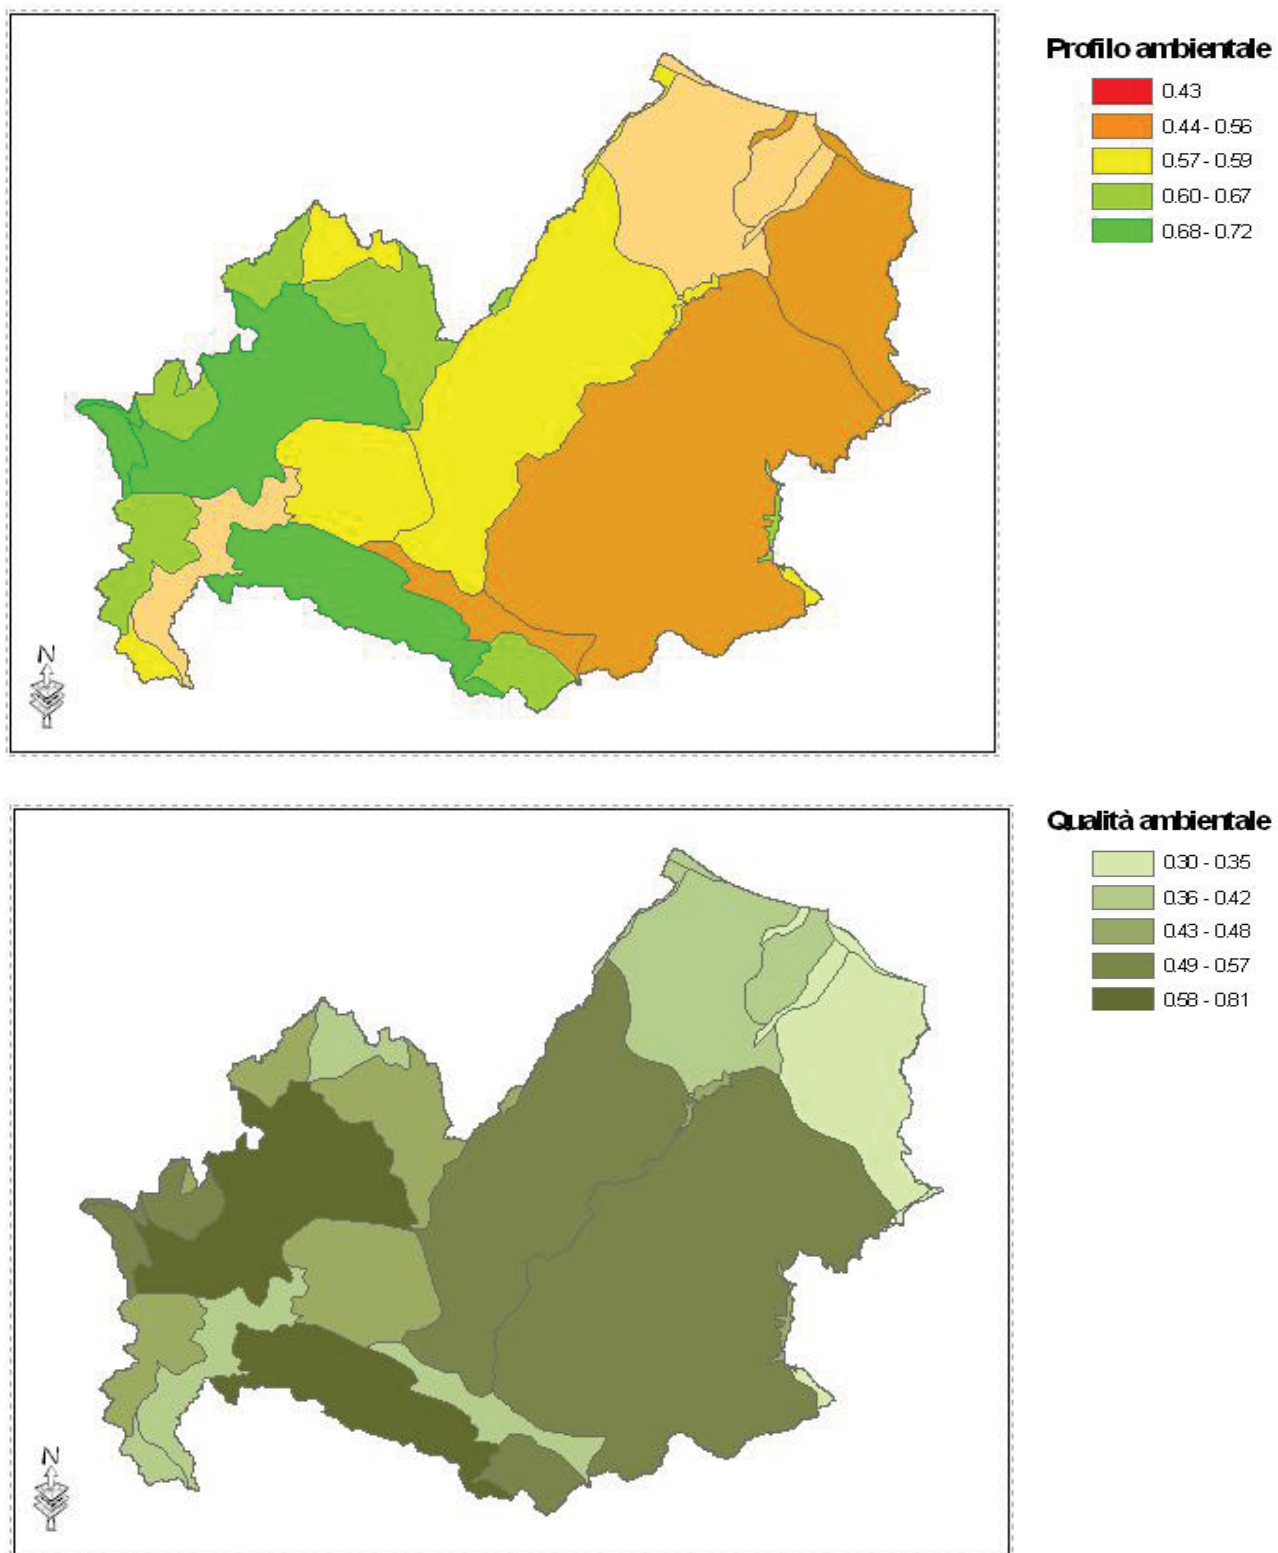 Profilo ambientale
0.43
0.44 - 0.56
0.57 - 0.59
0.60 - 0.67
0.68 - 0.72
N
Qualità ambientale
0.30 - 0.35
0.36 - 0.42
0.43 - 0.48
0.49 - 0.57
0.58 - 0.81
N